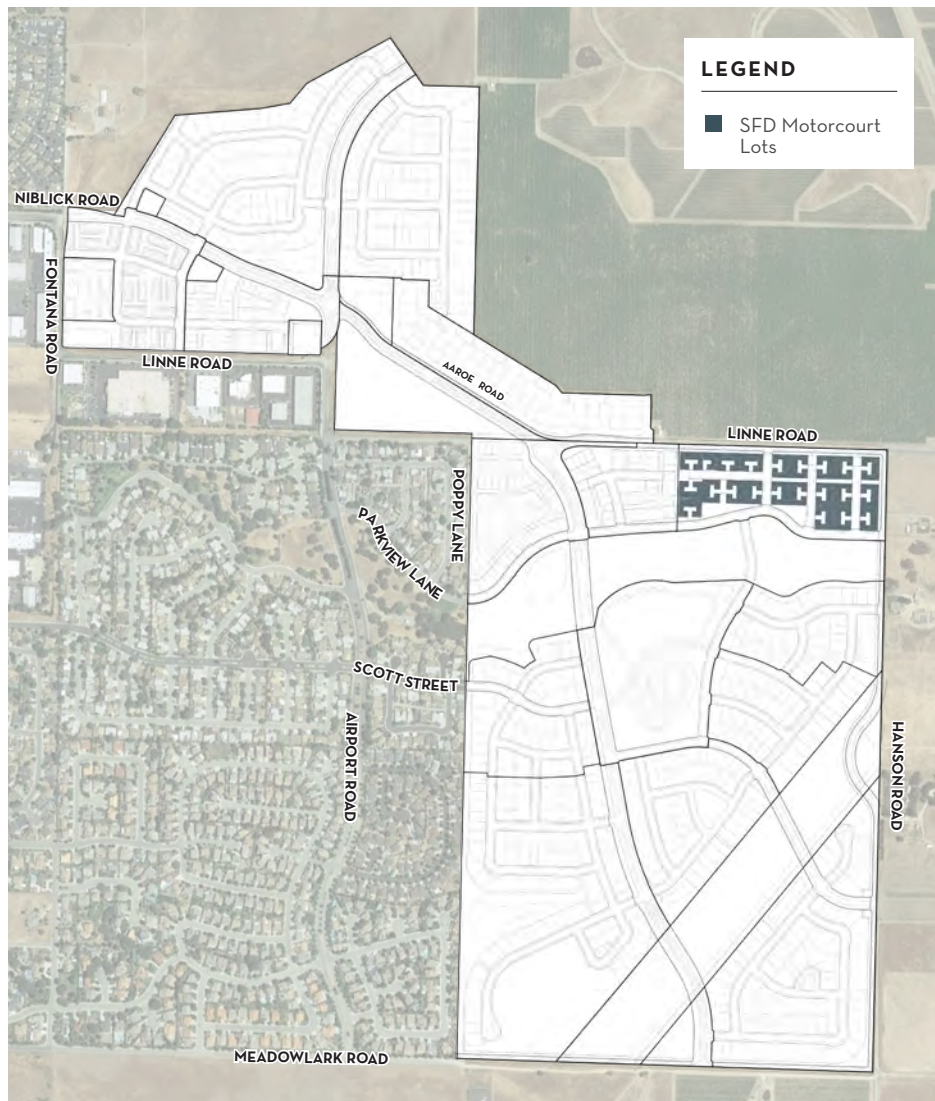 LEGEND
SFD Motorcourt
Lots
NIBLICK ROAD
FONTANA ROAD
LINNE ROAD
AAROE ROAD
LINNE ROAD
POPPY LANE
PARKVIEW LANE
SCOTT STREET
AIRPORT ROAD
HANSON ROAD
MEADOWLARK ROAD